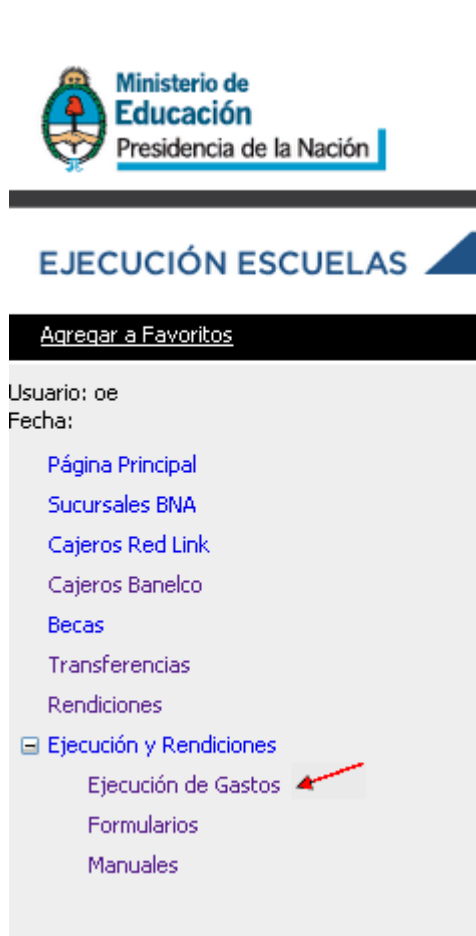 Ministerio de
Educación
Presidencia de la Nación
EJECUCIÓN ESCUELAS
Agregar a Favoritos
Usuario: oe
Fecha:
Página Principal
Sucursales BNA
Cajeros Red Link
Cajeros Banelco
Becas
Transferencias
Rendiciones
Ejecución y Rendiciones
Ejecución de Gastos
Formularios
Manuales